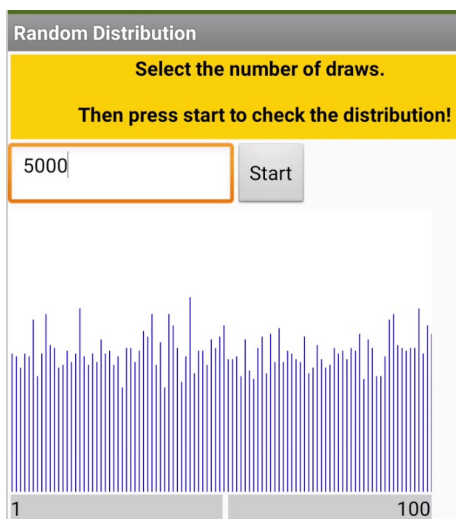 Random Distribution
Select the number of draws.
Then press start to check the distribution!
5000
Start
1
100